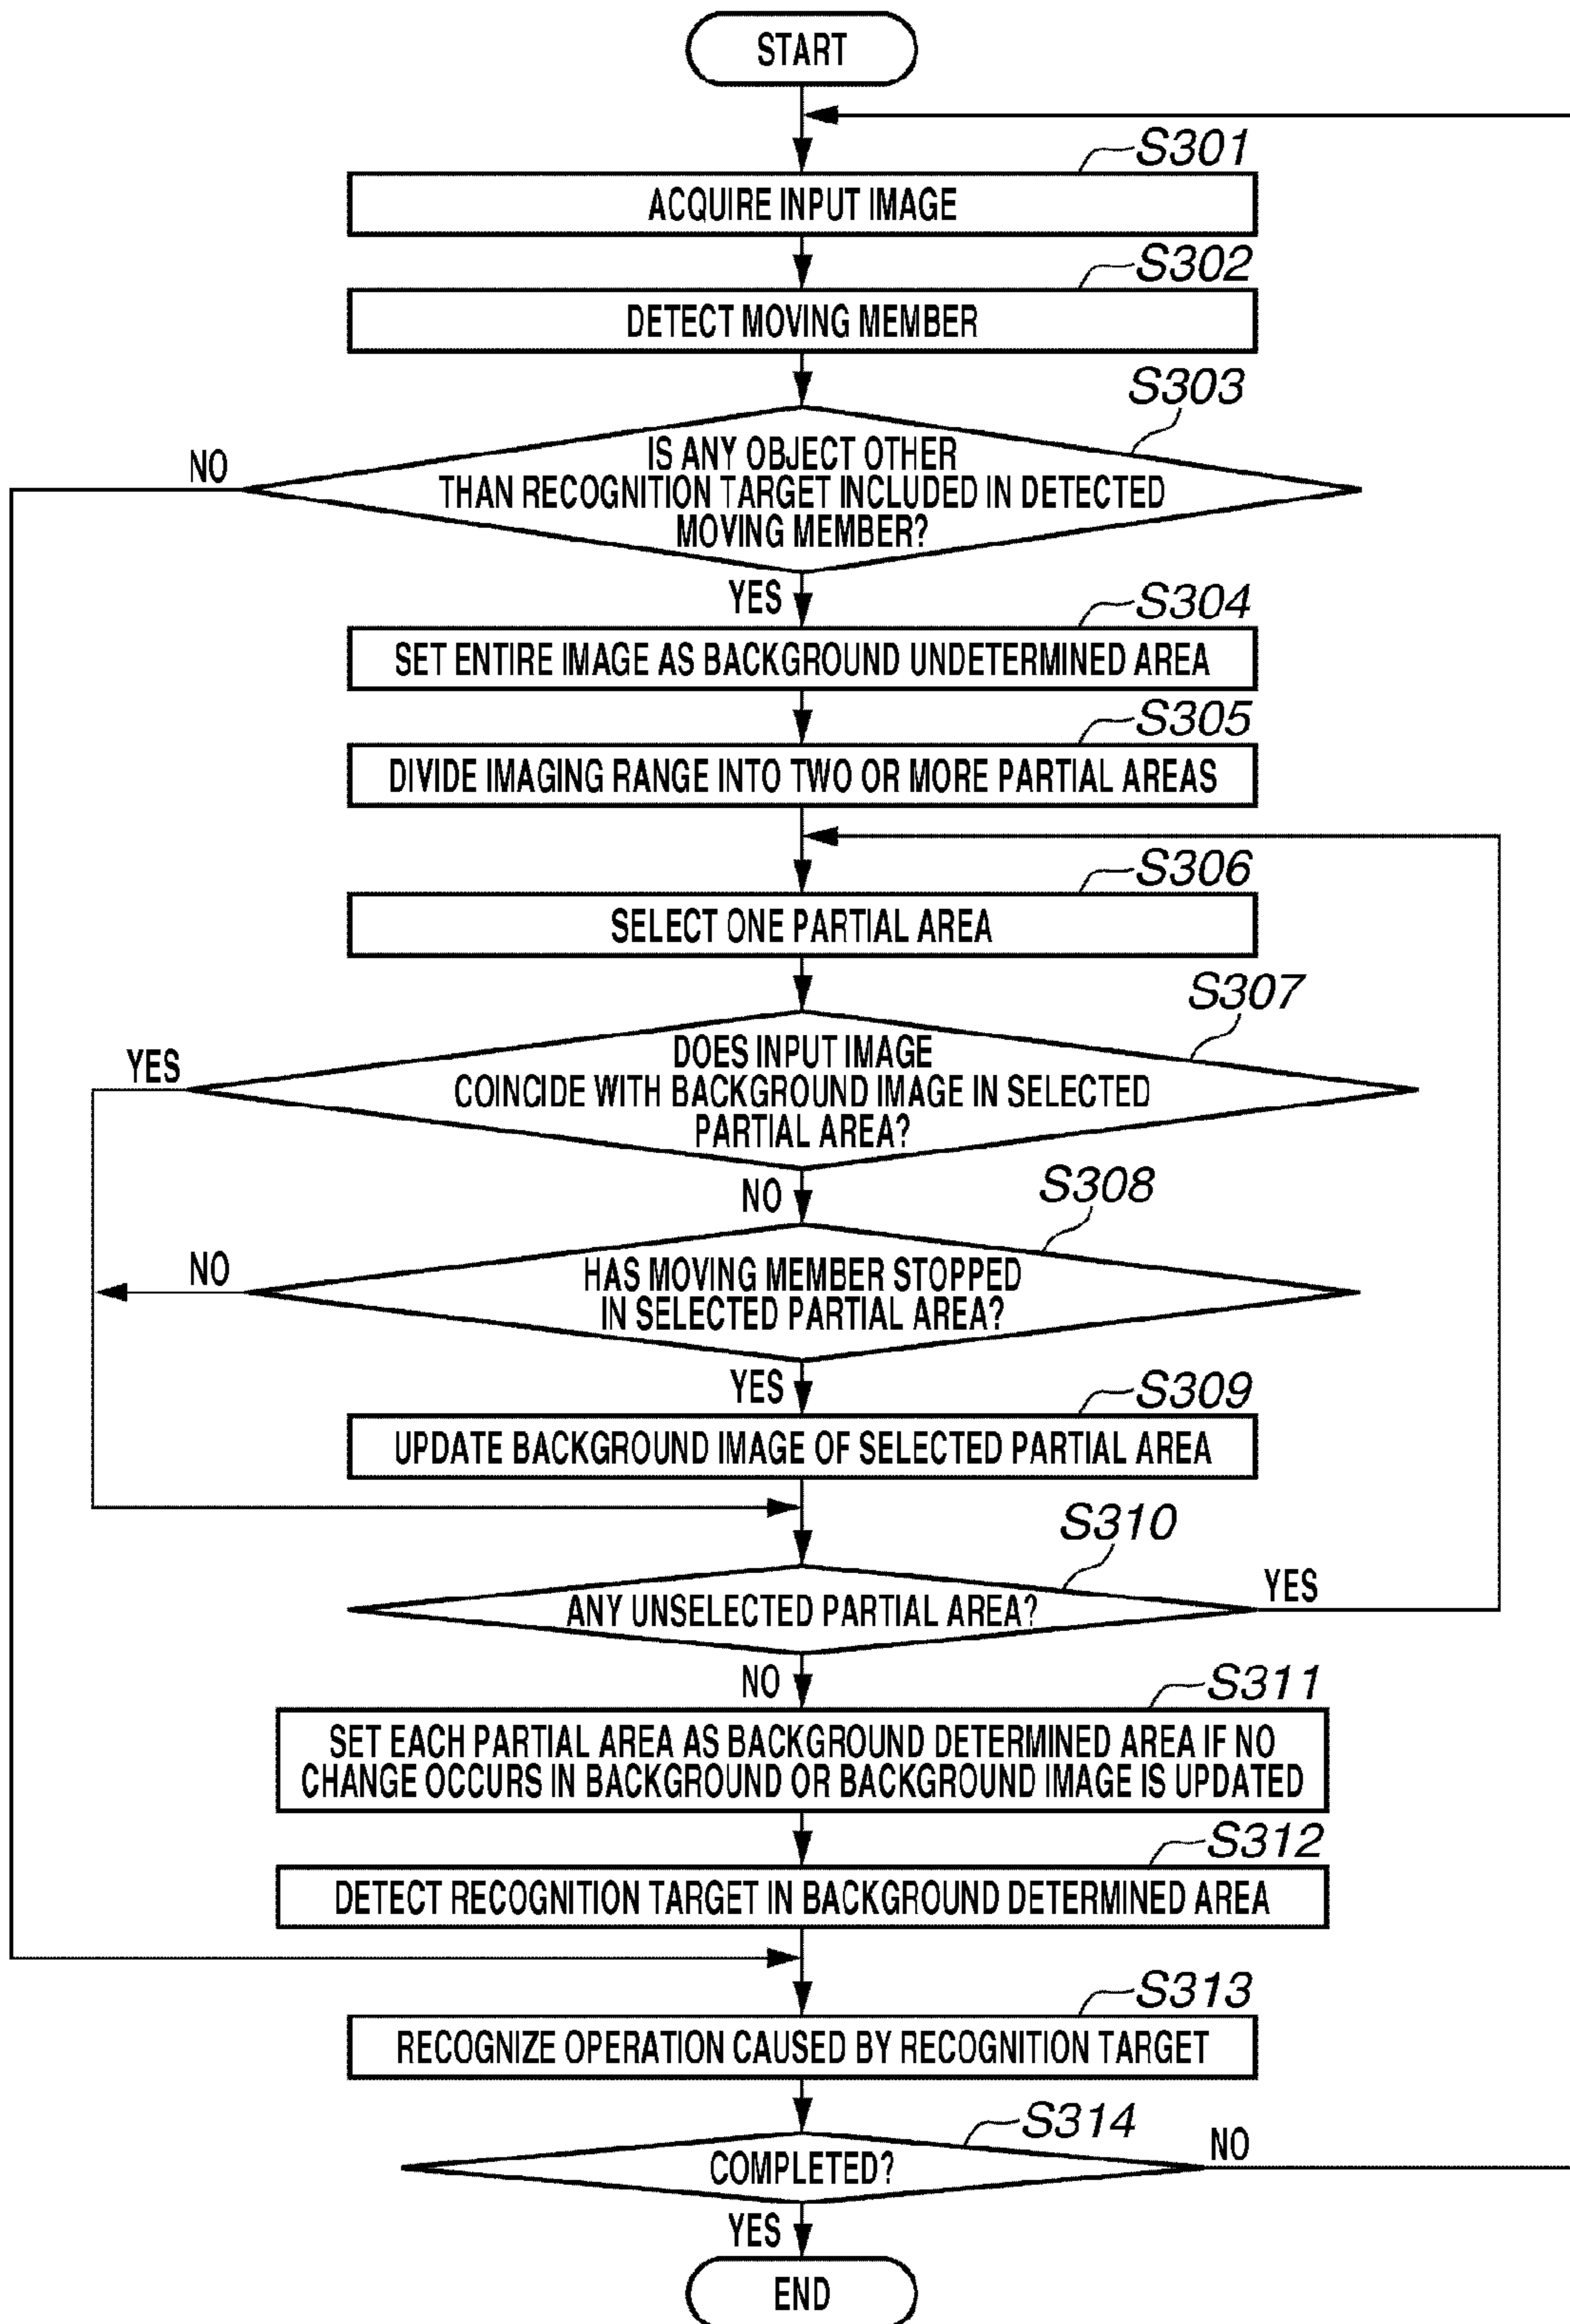 START
S301
ACQUIRE INPUT IMAGE
S302
DETECT MOVING MEMBER
S303
IS ANY OBJECT OTHER
THAN RECOGNITION TARGET INCLUDED IN DETECTED
MOVING MEMBER?
NO
YES
S304
SET ENTIRE IMAGE AS BACKGROUND UNDETERMINED AREA
S305
DIVIDE IMAGING RANGE INTO TWO OR MORE PARTIAL AREAS
S306
SELECT ONE PARTIAL AREA
S307
DOES INPUT IMAGE
COINCIDE WITH BACKGROUND IMAGE IN SELECTED
PARTIAL AREA?
YES
NO
S308
HAS MOVING MEMBER STOPPED
IN SELECTED PARTIAL AREA?
NO
YES
S309
UPDATE BACKGROUND IMAGE OF SELECTED PARTIAL AREA
S310
ANY UNSELECTED PARTIAL AREA?
YES
NO
S311
SET EACH PARTIAL AREA AS BACKGROUND DETERMINED AREA IF NO
CHANGE OCCURS IN BACKGROUND OR BACKGROUND IMAGE IS UPDATED
S312
DETECT RECOGNITION TARGET IN BACKGROUND DETERMINED AREA
S313
RECOGNIZE OPERATION CAUSED BY RECOGNITION TARGET
S314
COMPLETED?
NO
YES
END